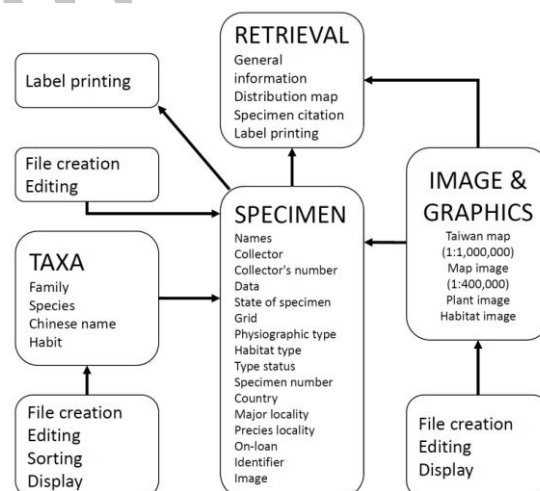 RETRIEVAL
General
information
Distribution map
Specimen citation
Label printing
Label printing
File creation
Editing
SPECIMEN
Names
Collector
Collector's number
Data
State of specimen
Grid
Physiographic type
Habitat type
Type status
Specimen number
Country
Major locality
Precies locality
On-loan
Identifier
Image
IMAGE &
GRAPHICS
Taiwan map
(1:1,000,000)
Map image
(1:400,000)
Plant image
Habitat image
TAXA
Family
Species
Chinese name
Habit
File creation
Editing
Sorting
Display
File creation
Editing
Display